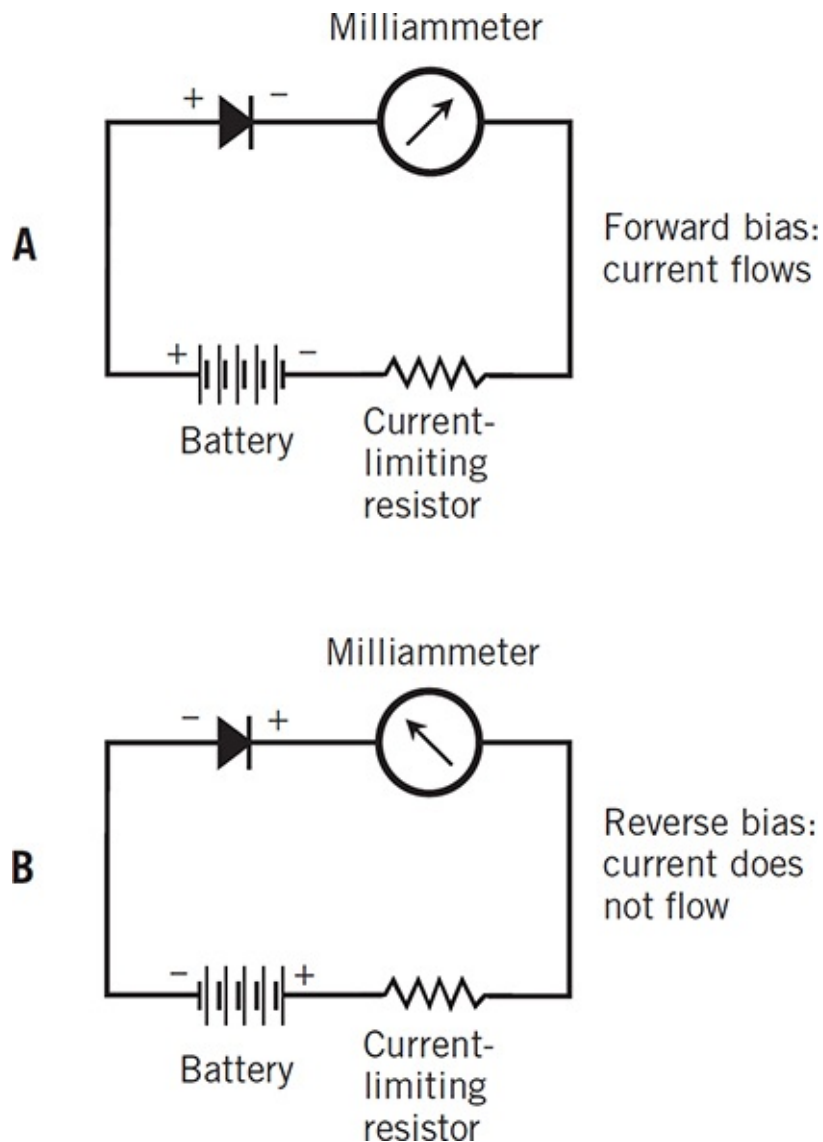 Milliammeter
+ −
A
Forward bias:
current flows
+ −
Battery
Current-
limiting
resistor
Milliammeter
− +
B
Reverse bias:
current does
not flow
− +
Battery
Current-
limiting
resistor